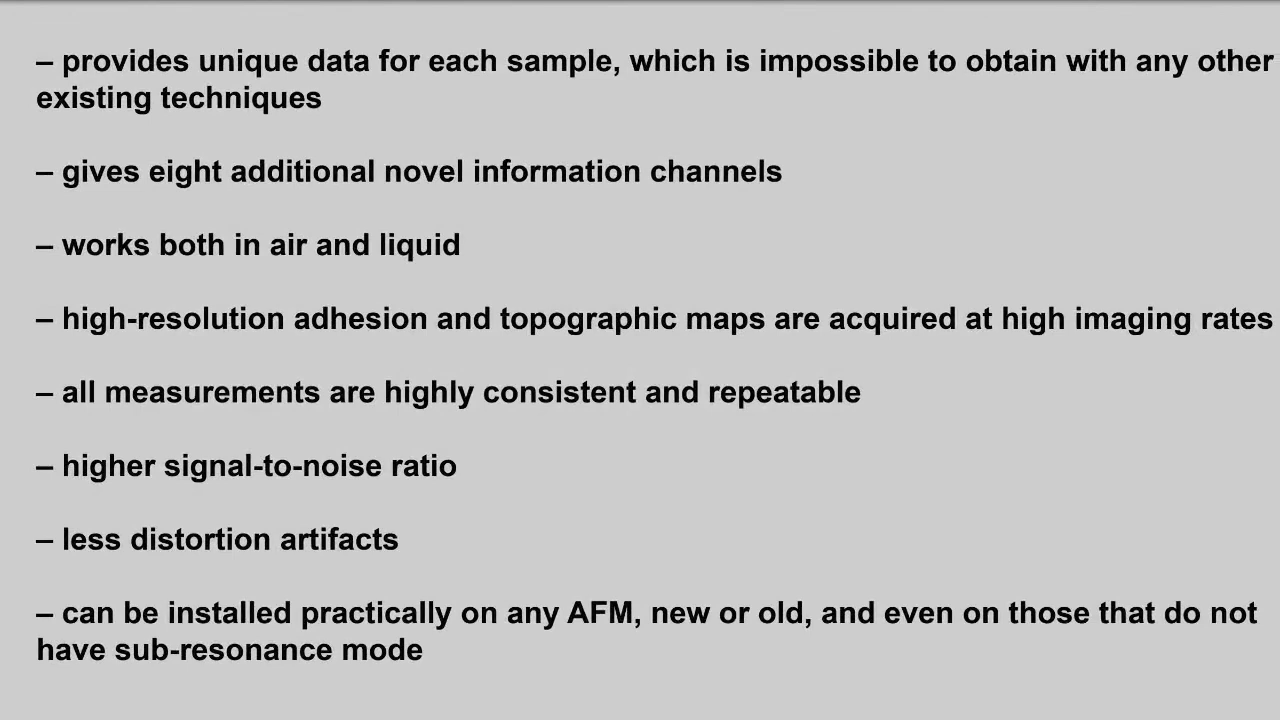 – provides unique data for each sample, which is impossible to obtain with any other
existing techniques
– gives eight additional novel information channels
– works both in air and liquid
– high-resolution adhesion and topographic maps are acquired at high imaging rates
– all measurements are highly consistent and repeatable
– higher signal-to-noise ratio
– less distortion artifacts
– can be installed practically on any AFM, new or old, and even on those that do not
have sub-resonance mode